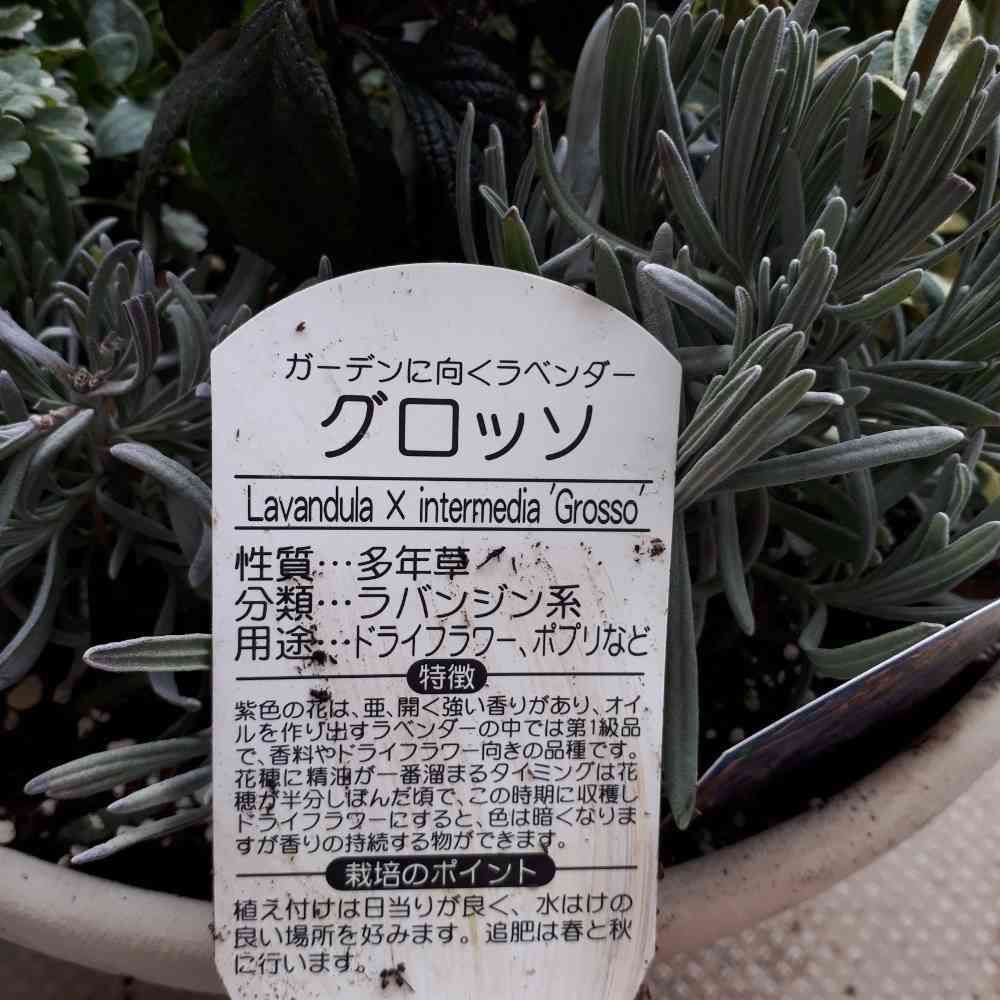 ガーデンに向くラベンダー
グロッソ
Lavandula X intermedia 'Grosso'
性質…多年草
分類…ラバンジン系
用途…ドライフラワー、ポプリなど
特徴
紫色の花は、亜、開く強い香りがあり、オイ
ルを作り出すラベンダーの中では第1級品
で、香料やドライフラワー向きの品種です。
花穂に精油が一番溜まるタイミングは花
穂が半分しぼんだ頃で、この時期に収穫し
ドライフラワーにすると、色は暗くなりま
すが香りの持続する物ができます。
栽培のポイント
植え付けは日当りが良く、水はけの
良い場所を好みます。追肥は春と秋
に行います。